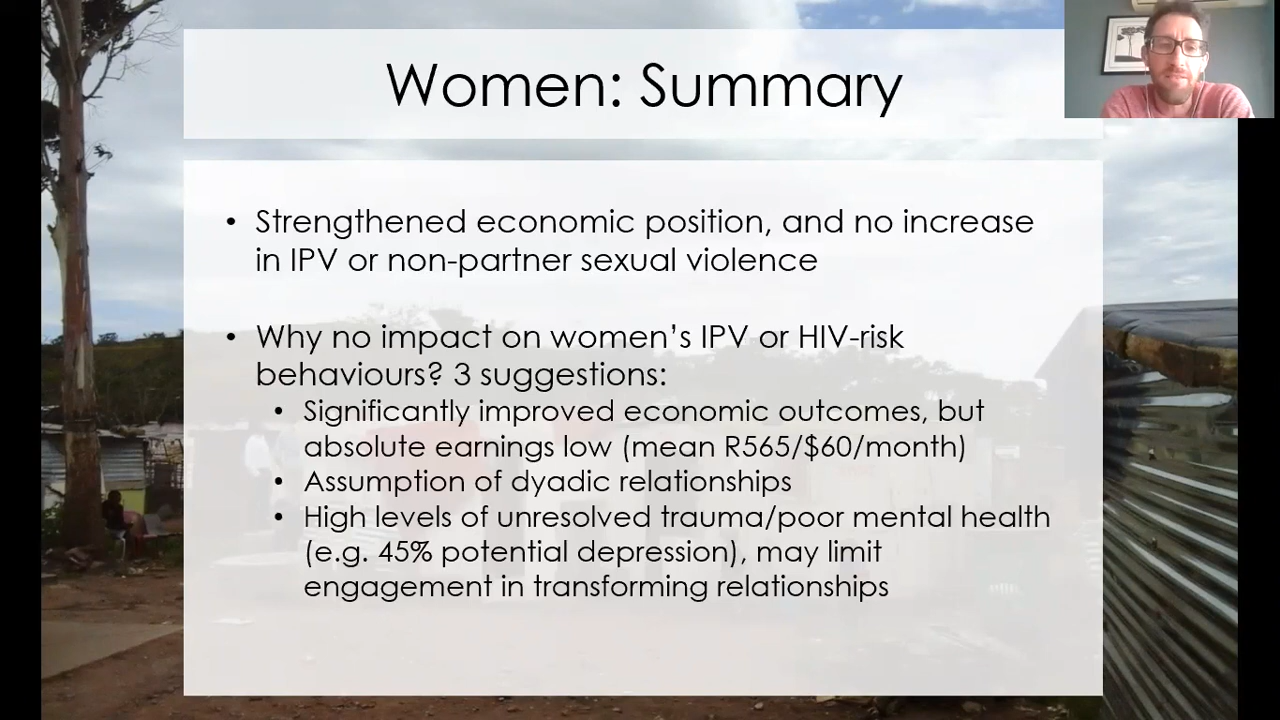 Women: Summary
• Strengthened economic position, and no increase
in IPV or non-partner sexual violence
• Why no impact on women’s IPV or HIV-risk
behaviours? 3 suggestions:
• Significantly improved economic outcomes, but
absolute earnings low (mean R565/$60/month)
• Assumption of dyadic relationships
• High levels of unresolved trauma/poor mental health
(e.g. 45% potential depression), may limit
engagement in transforming relationships